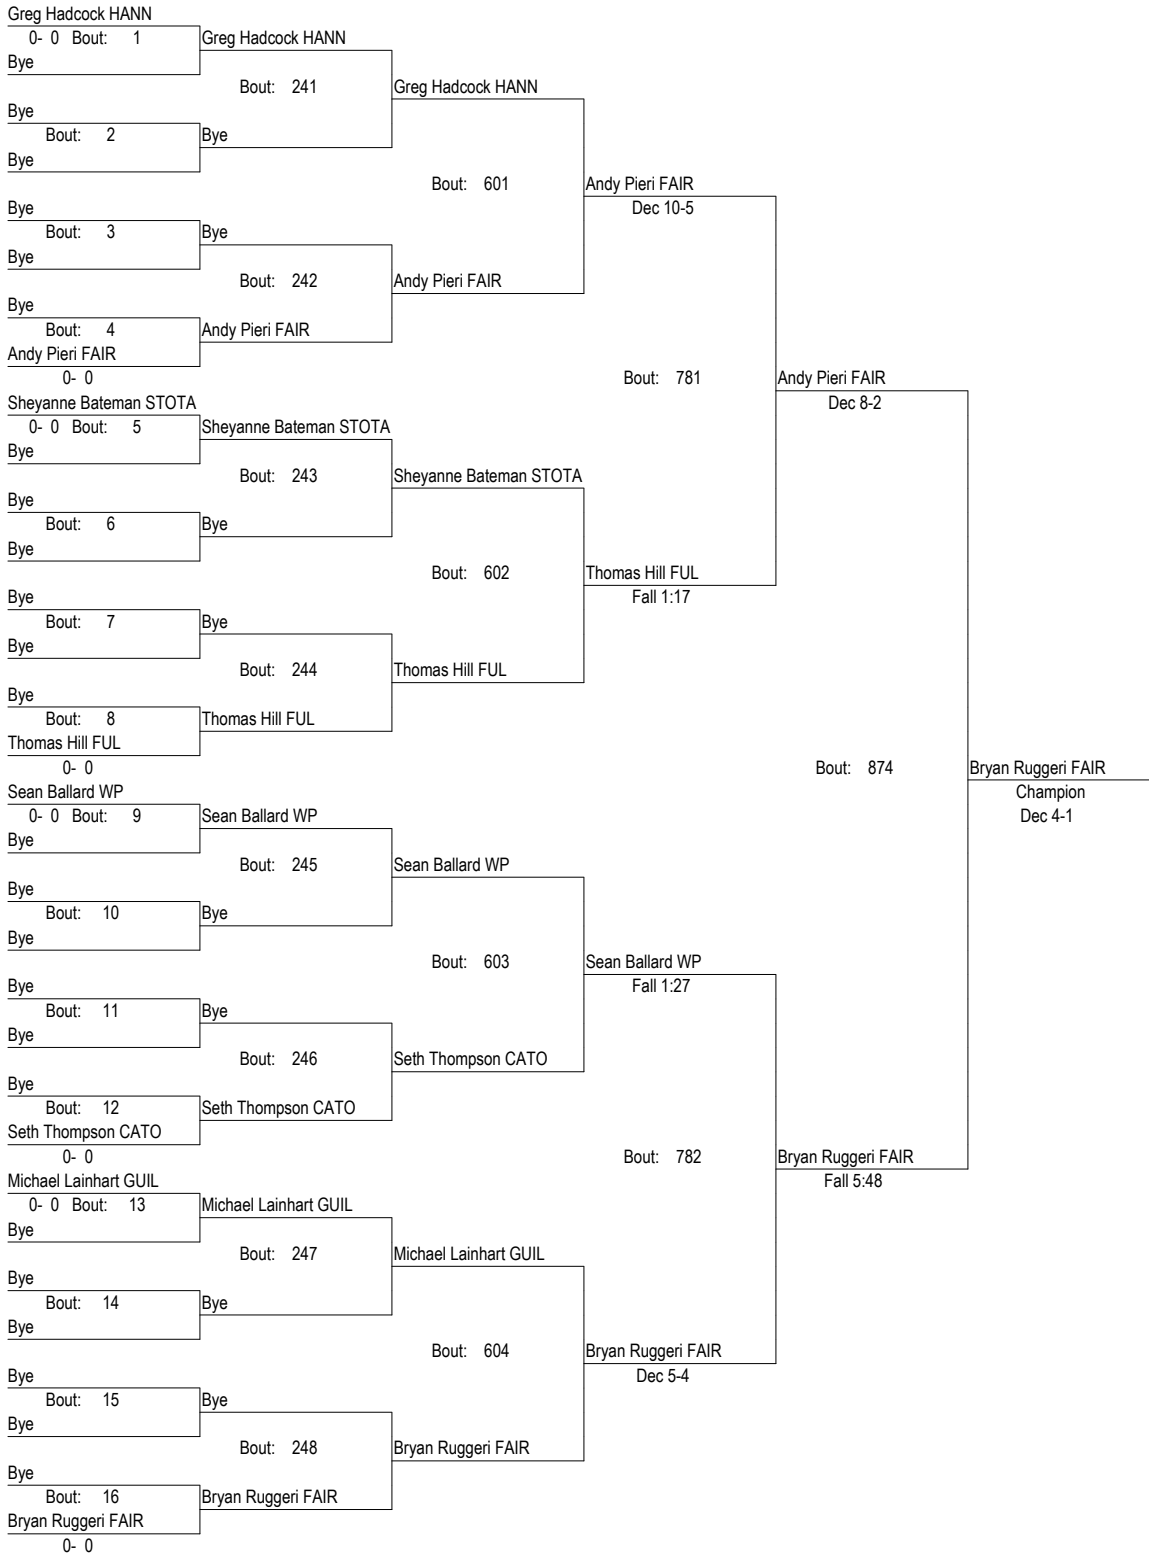 Greg Hadcock HANN
0- 0 Bout: 1 Greg Hadcock HANN
Bye
Bout: 241 Greg Hadcock HANN
Bye
Bout: 2 Bye
Bye
Bout: 601 Andy Pieri FAIR
Bye Dec 10-5
Bout: 3 Bye
Bye
Bout: 242 Andy Pieri FAIR
Bye
Bout: 4 Andy Pieri FAIR
Andy Pieri FAIR
0- 0 Bout: 781 Andy Pieri FAIR
Sheyanne Bateman STOTA Dec 8-2
0- 0 Bout: 5 Sheyanne Bateman STOTA
Bye
Bout: 243 Sheyanne Bateman STOTA
Bye
Bout: 6 Bye
Bye
Bout: 602 Thomas Hill FUL
Bye Fall 1:17
Bout: 7 Bye
Bye
Bout: 244 Thomas Hill FUL
Bye
Bout: 8 Thomas Hill FUL
Thomas Hill FUL
0- 0 Bout: 874 Bryan Ruggeri FAIR
Sean Ballard WP Champion
0- 0 Bout: 9 Sean Ballard WP Dec 4-1
Bye
Bout: 245 Sean Ballard WP
Bye
Bout: 10 Bye
Bye
Bout: 603 Sean Ballard WP
Bye Fall 1:27
Bout: 11 Bye
Bye
Bout: 246 Seth Thompson CATO
Bye
Bout: 12 Seth Thompson CATO
Seth Thompson CATO
0- 0 Bout: 782 Bryan Ruggeri FAIR
Michael Lainhart GUIL Fall 5:48
0- 0 Bout: 13 Michael Lainhart GUIL
Bye
Bout: 247 Michael Lainhart GUIL
Bye
Bout: 14 Bye
Bye
Bout: 604 Bryan Ruggeri FAIR
Bye Dec 5-4
Bout: 15 Bye
Bye
Bout: 248 Bryan Ruggeri FAIR
Bye
Bout: 16 Bryan Ruggeri FAIR
Bryan Ruggeri FAIR
0- 0